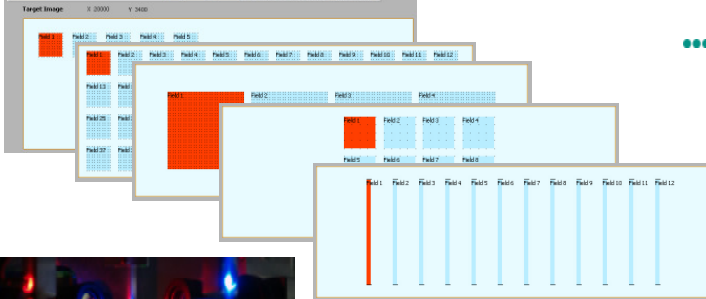 Target Image X 20000 Y 3400
Field 1 Field 2 Field 3 Field 4 Field 5
Field 1 Field 2 Field 3 Field 4 Field 5 Field 6 Field 7 Field 8 Field 9 Field 10 Field 11 Field 12
Field 13 Field
Field 25 Field
Field 37 Field
Field 1 Field 2 Field 3 Field 4
Field 1 Field 2 Field 3 Field 4
Field 5 Field 6 Field 7 Field 8
Field 1 Field 2 Field 3 Field 4 Field 5 Field 6 Field 7 Field 8 Field 9 Field 10 Field 11 Field 12